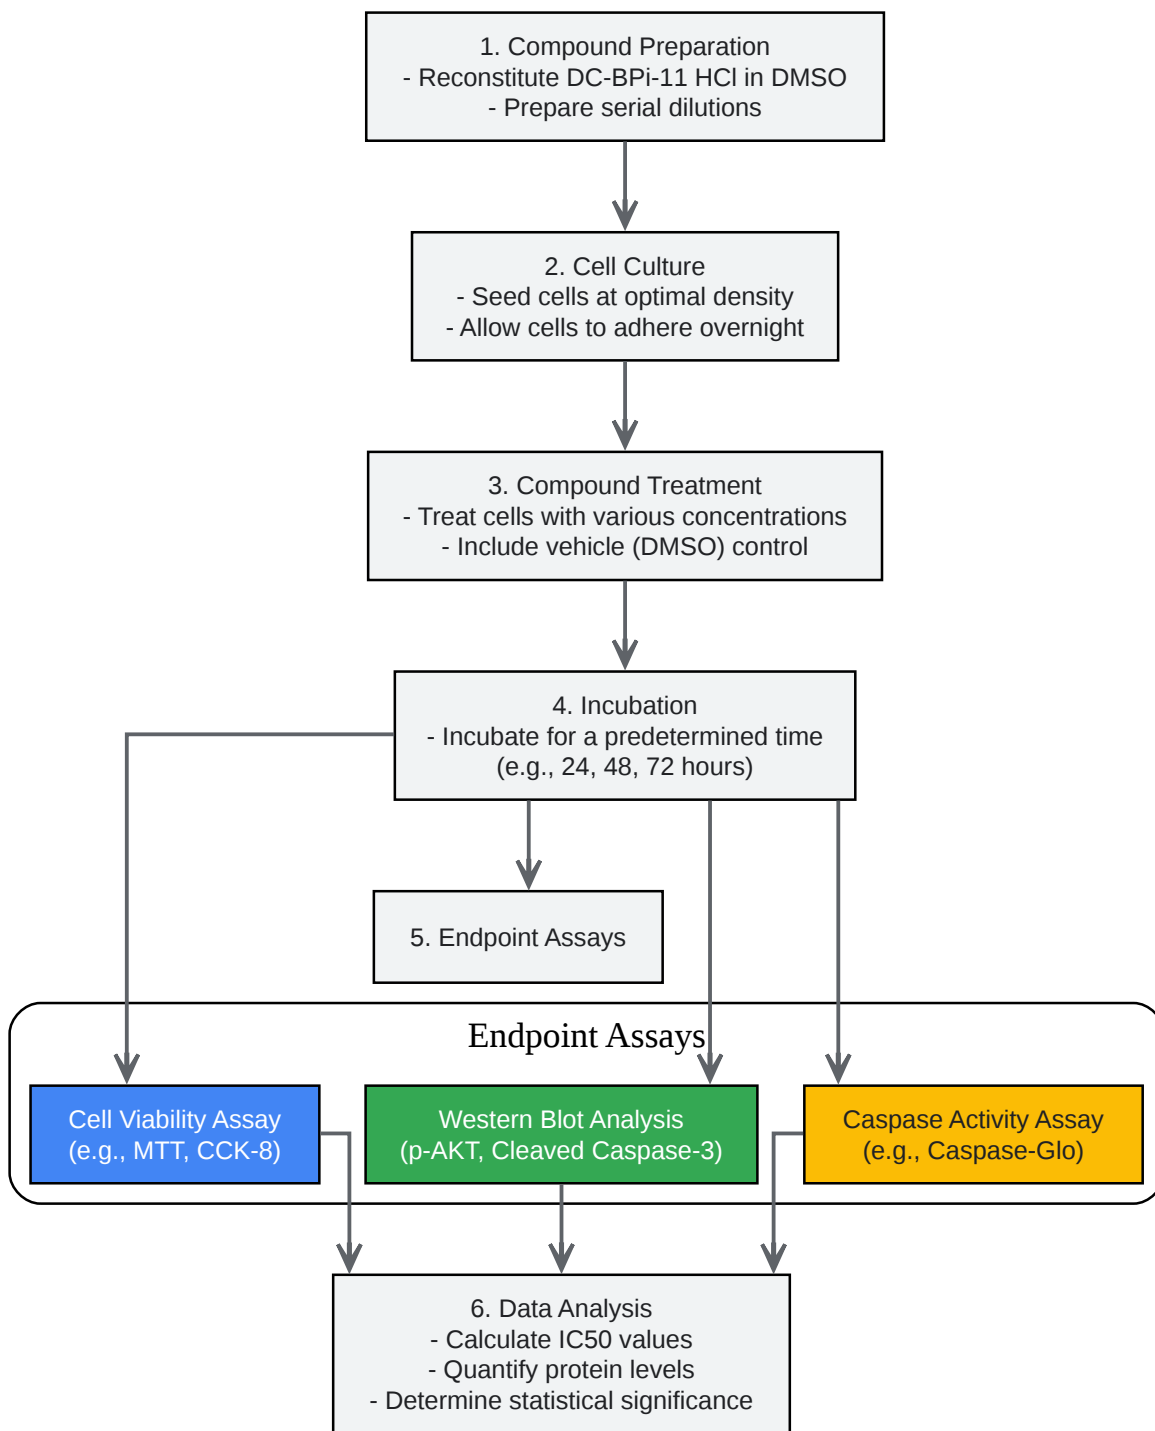 1. Compound Preparation
- Reconstitute DC-BPi-11 HCl in DMSO
- Prepare serial dilutions
2. Cell Culture
- Seed cells at optimal density
- Allow cells to adhere overnight
3. Compound Treatment
- Treat cells with various concentrations
- Include vehicle (DMSO) control
4. Incubation
- Incubate for a predetermined time
(e.g., 24, 48, 72 hours)
5. Endpoint Assays
Endpoint Assays
Cell Viability Assay
(e.g., MTT, CCK-8)
Western Blot Analysis
(p-AKT, Cleaved Caspase-3)
Caspase Activity Assay
(e.g., Caspase-Glo)
6. Data Analysis
- Calculate IC50 values
- Quantify protein levels
- Determine statistical significance